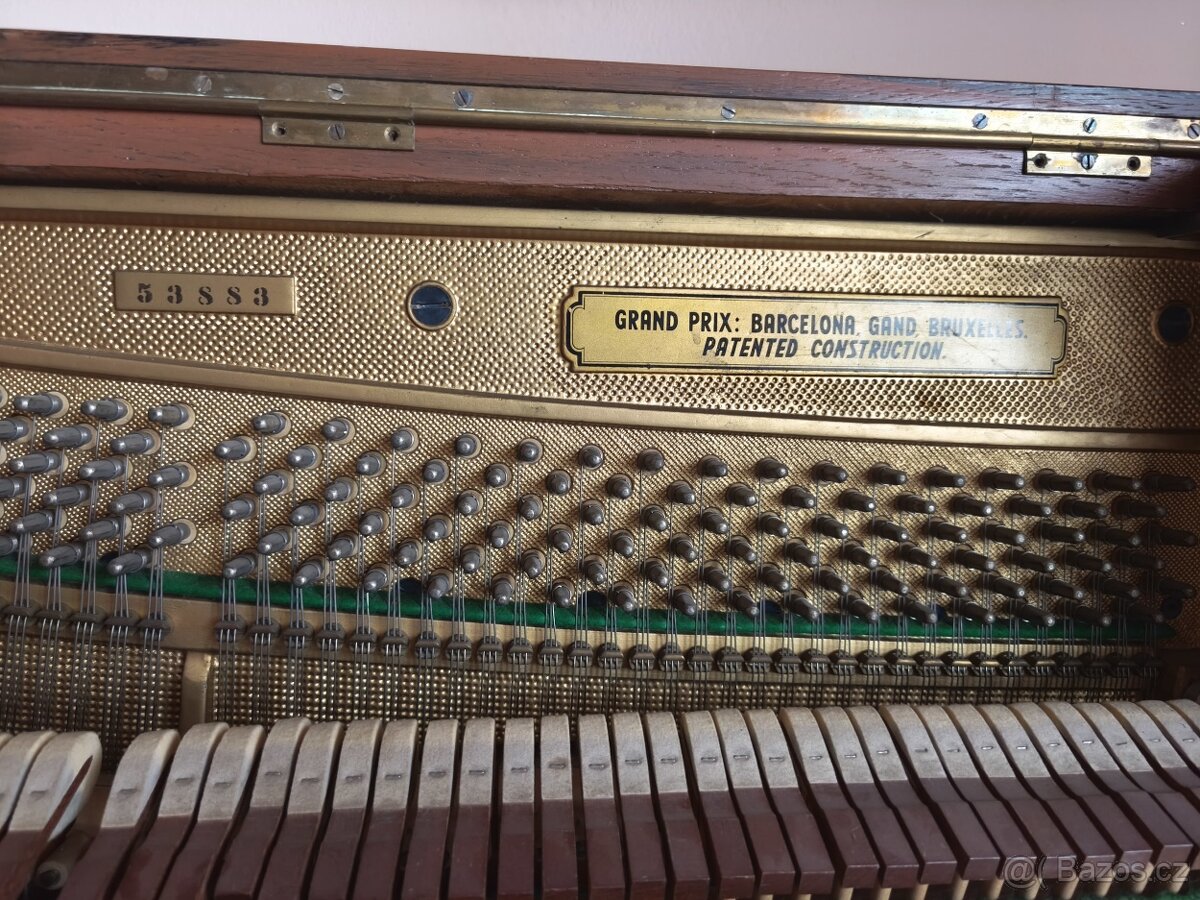 53883
GRAND PRIX: BARCELONA, GAND, BRUXELLES.
PATENTED CONSTRUCTION.
@Bazos.cz